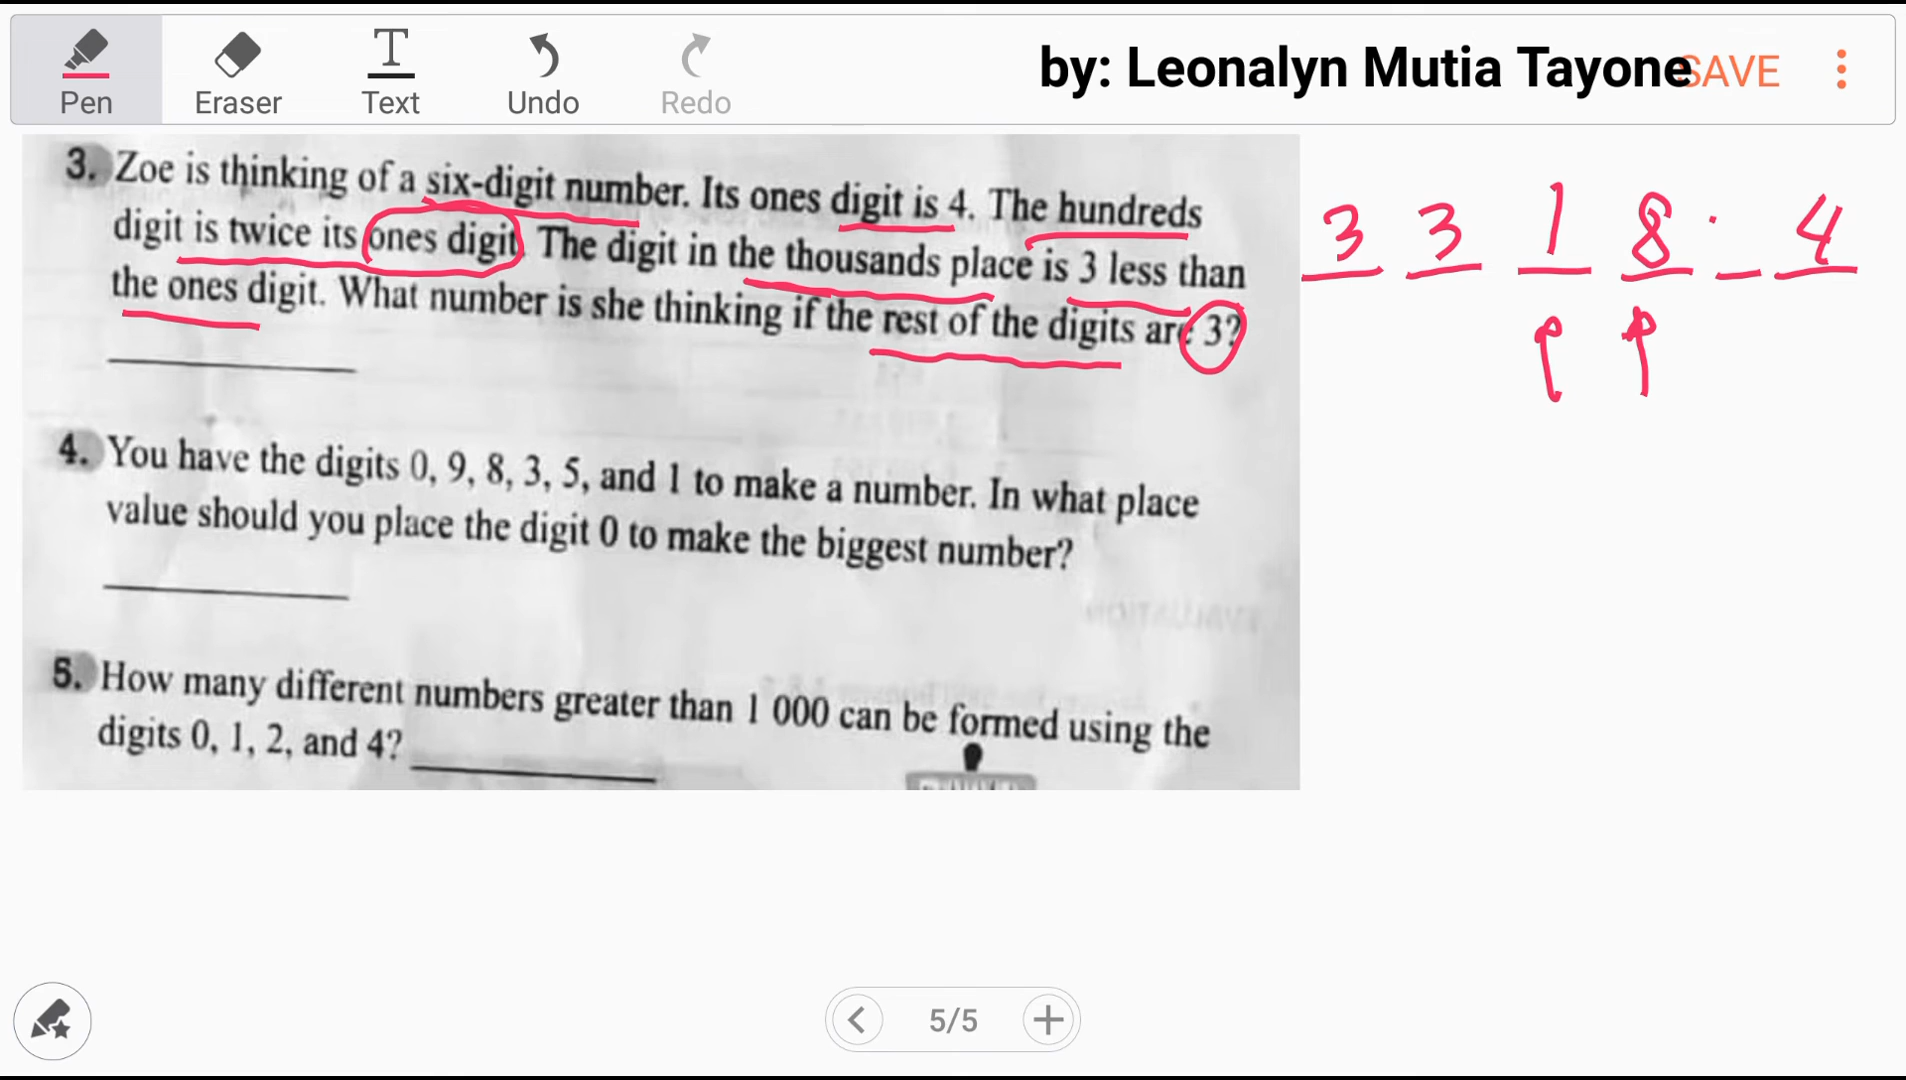 Pen
Eraser
Text
Undo
Redo
by: Leonalyn Mutia Tayone
SAVE
3. Zoe is thinking of a six-digit number. Its ones digit is 4. The hundreds
digit is twice its ones digit. The digit in the thousands place is 3 less than
the ones digit. What number is she thinking if the rest of the digits are 3?
3 3 1 8 4
4. You have the digits 0, 9, 8, 3, 5, and 1 to make a number. In what place
value should you place the digit 0 to make the biggest number?
5. How many different numbers greater than 1 000 can be formed using the
digits 0, 1, 2, and 4?
5/5